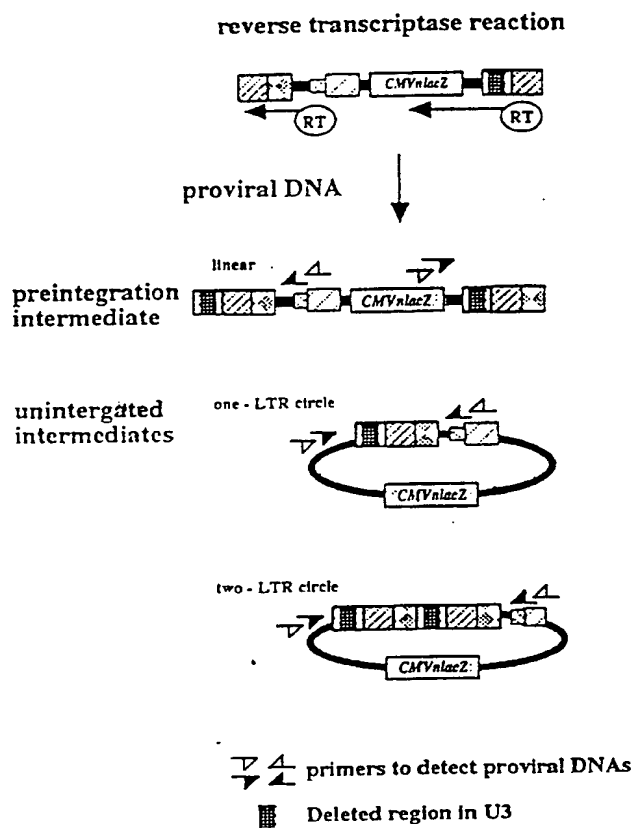 reverse transcriptase reaction
CMVnlacZ
RT
RT
proviral DNA
linear
preintegration
intermediate
CMVnlacZ
unintergated
intermediates
one - LTR circle
CMVnlacZ
two - LTR circle
CMVnlacZ
primers to detect proviral DNAs
Deleted region in U3